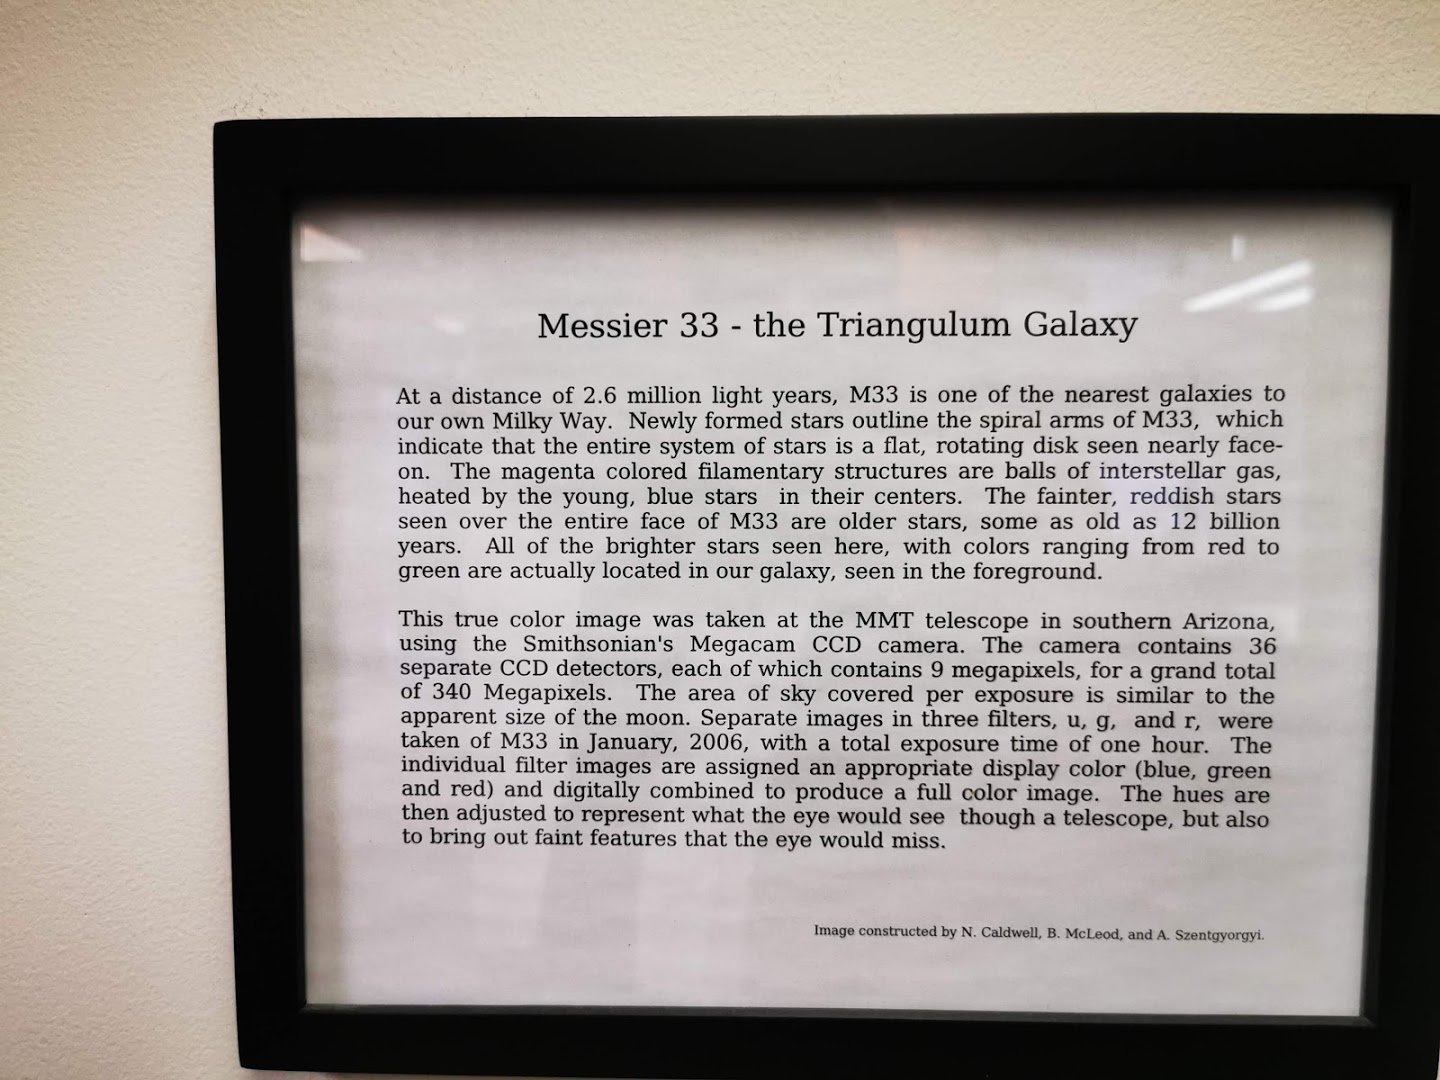 Messier 33 - the Triangulum Galaxy
At a distance of 2.6 million light years, M33 is one of the nearest galaxies to
our own Milky Way. Newly formed stars outline the spiral arms of M33, which
indicate that the entire system of stars is a flat, rotating disk seen nearly face-
on. The magenta colored filamentary structures are balls of interstellar gas,
heated by the young, blue stars in their centers. The fainter, reddish stars
seen over the entire face of M33 are older stars, some as old as 12 billion
years. All of the brighter stars seen here, with colors ranging from red to
green are actually located in our galaxy, seen in the foreground.
This true color image was taken at the MMT telescope in southern Arizona,
using the Smithsonian's Megacam CCD camera. The camera contains 36
separate CCD detectors, each of which contains 9 megapixels, for a grand total
of 340 Megapixels. The area of sky covered per exposure is similar to the
apparent size of the moon. Separate images in three filters, u, g, and r, were
taken of M33 in January, 2006, with a total exposure time of one hour. The
individual filter images are assigned an appropriate display color (blue, green
and red) and digitally combined to produce a full color image. The hues are
then adjusted to represent what the eye would see though a telescope, but also
to bring out faint features that the eye would miss.
Image constructed by N. Caldwell, B. McLeod, and A. Szentgyorgyi.